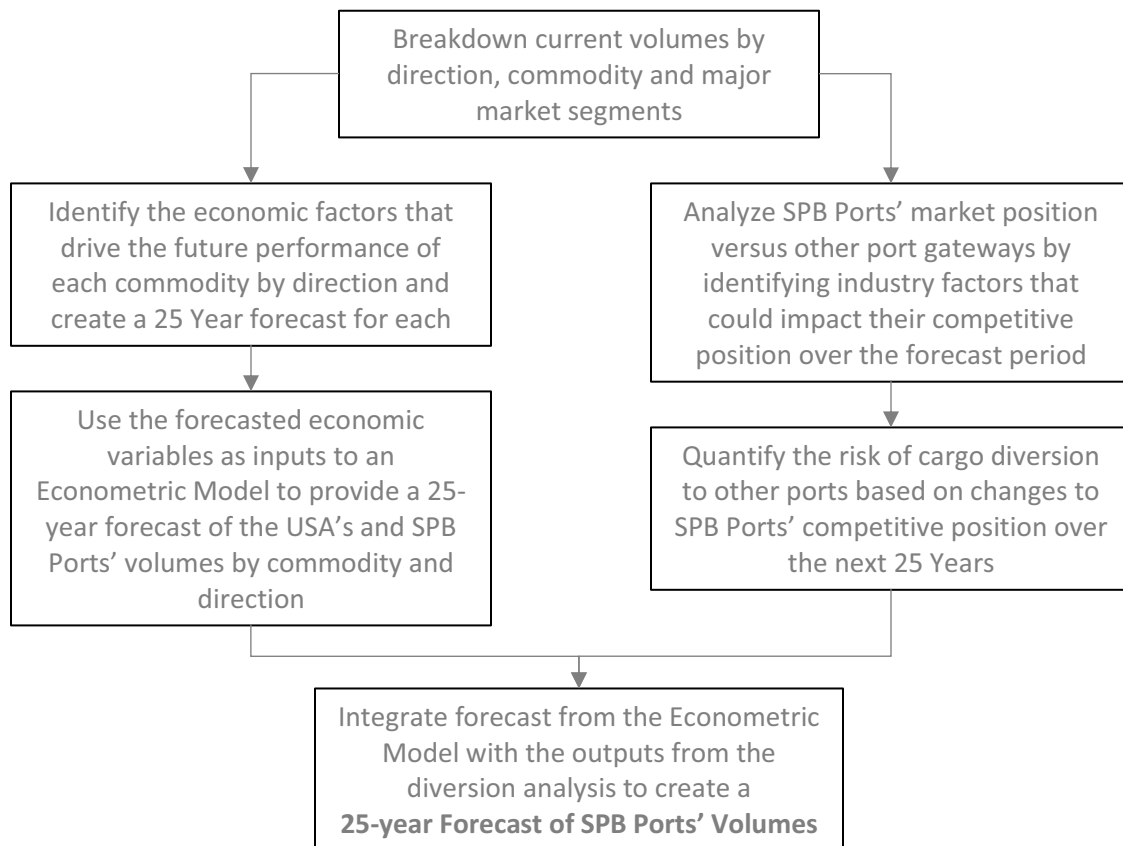 Breakdown current volumes by
direction, commodity and major
market segments
Identify the economic factors that
drive the future performance of
each commodity by direction and
create a 25 Year forecast for each
Analyze SPB Ports’ market position
versus other port gateways by
identifying industry factors that
could impact their competitive
position over the forecast period
Use the forecasted economic
variables as inputs to an
Econometric Model to provide a 25-
year forecast of the USA’s and SPB
Ports’ volumes by commodity and
direction
Quantify the risk of cargo diversion
to other ports based on changes to
SPB Ports’ competitive position over
the next 25 Years
Integrate forecast from the Econometric
Model with the outputs from the
diversion analysis to create a
25-year Forecast of SPB Ports’ Volumes